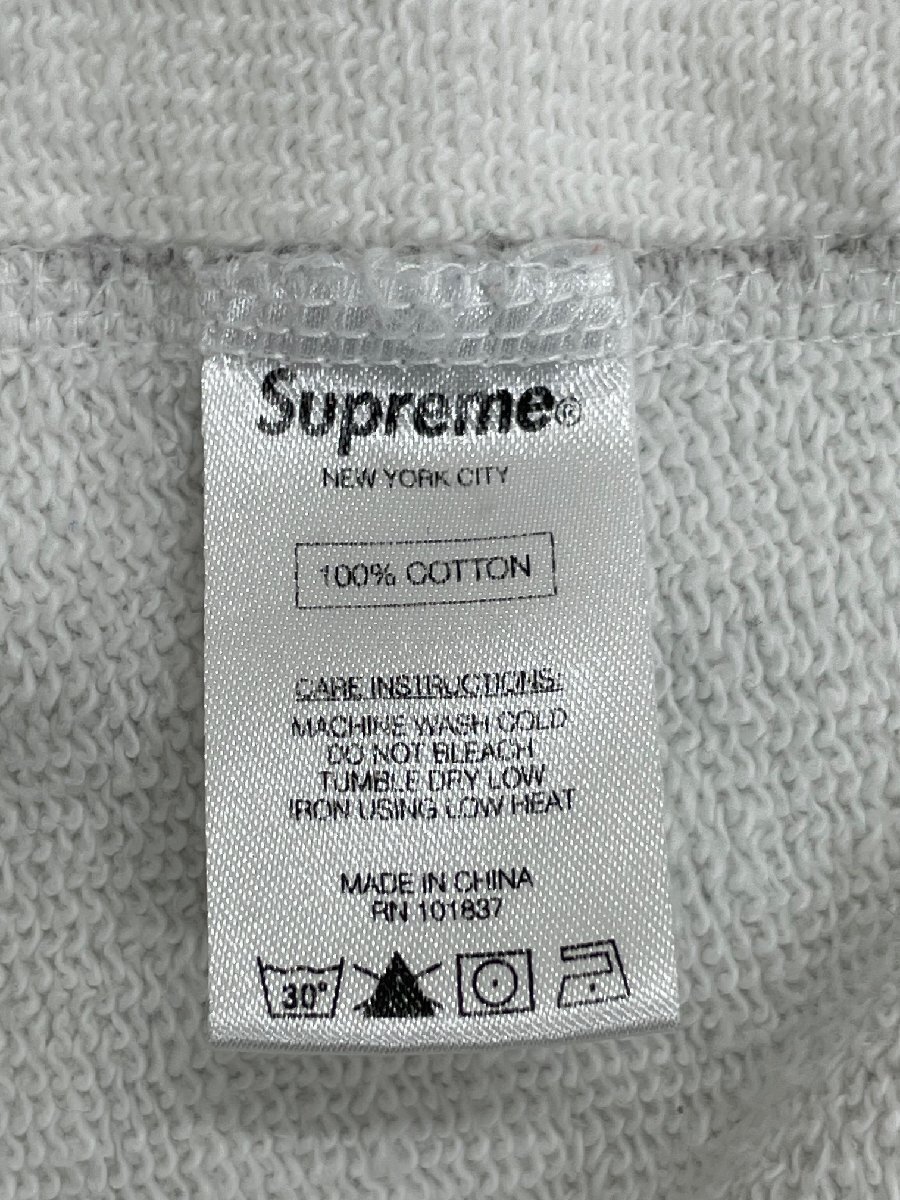 Supreme®
NEW YORK CITY
100% COTTON
CARE INSTRUCTIONS:
MACHINE WASH COLD
DO NOT BLEACH
TUMBLE DRY LOW
IRON USING LOW HEAT
MADE IN CHINA
RN 101837
30°